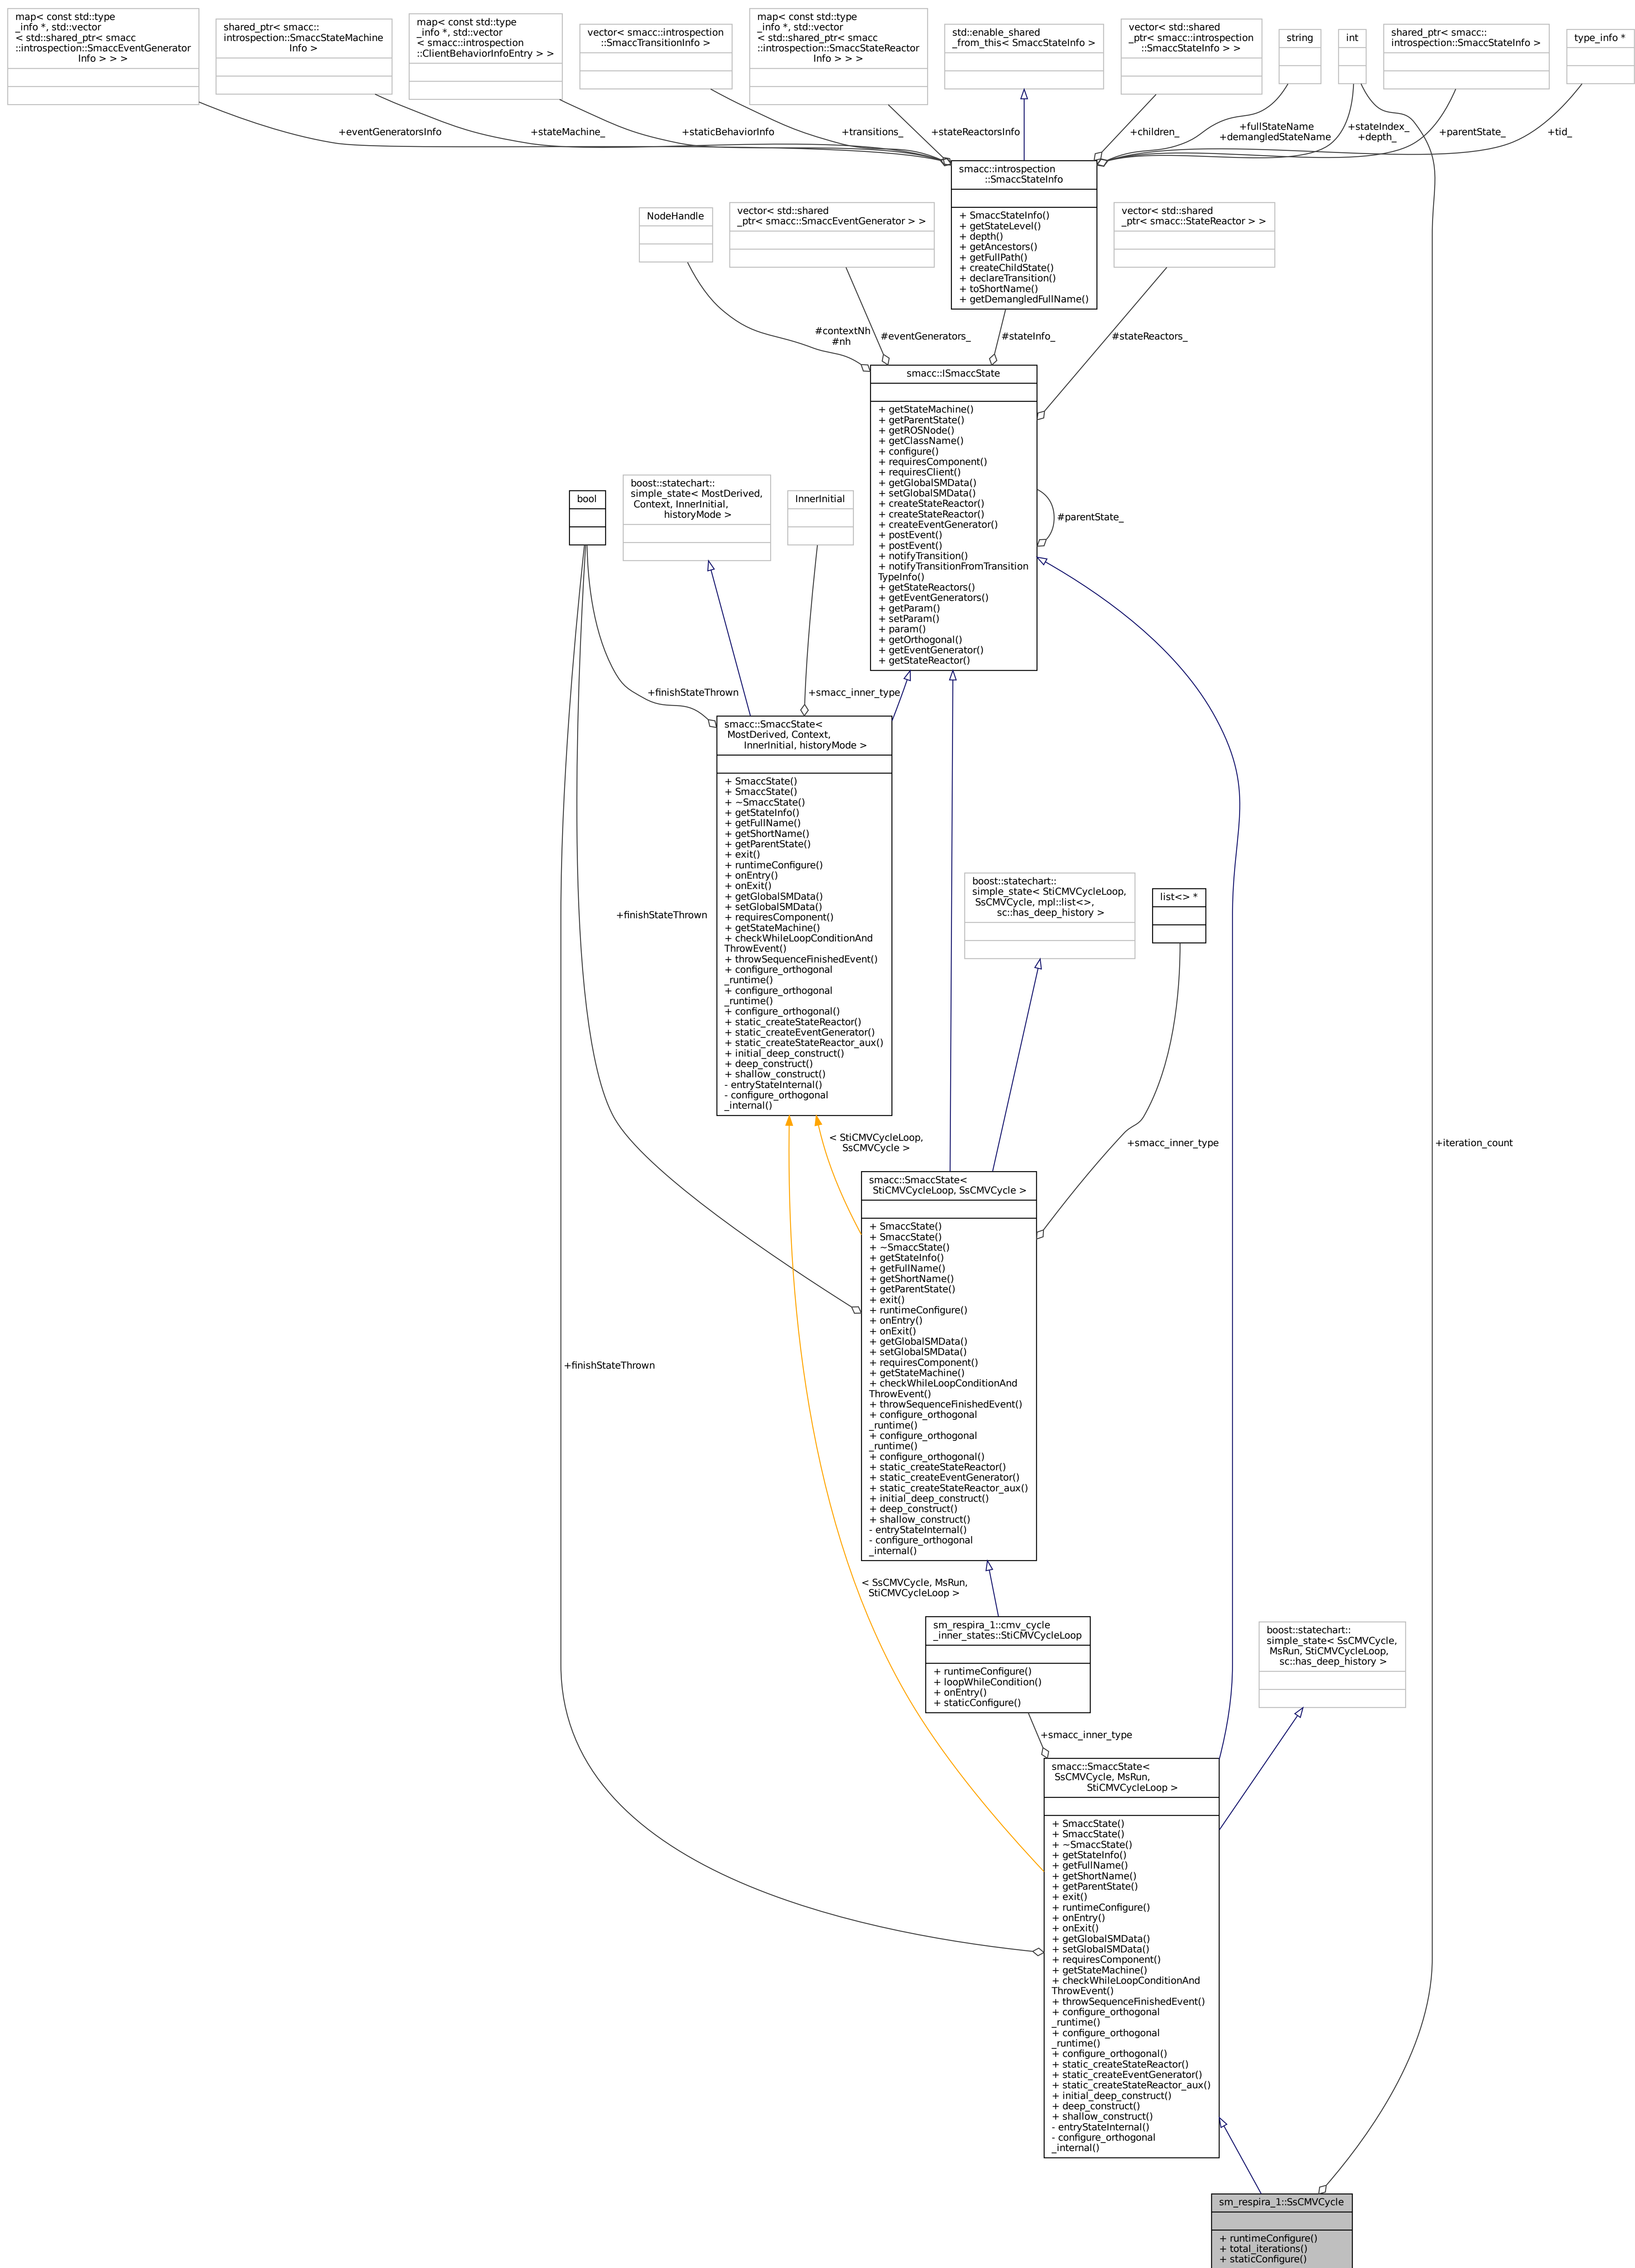 map< const std::type
_info *, std::vector
< std::shared_ptr< smacc
::introspection::SmaccEventGenerator
Info > > >
shared_ptr< smacc::
introspection::SmaccStateMachine
Info >
map< const std::type
_info *, std::vector
< smacc::introspection
::ClientBehaviorInfoEntry > >
vector< smacc::introspection
::SmaccTransitionInfo >
map< const std::type
_info *, std::vector
< std::shared_ptr< smacc
::introspection::SmaccStateReactor
Info > > >
std::enable_shared
_from_this< SmaccStateInfo >
vector< std::shared
_ptr< smacc::introspection
::SmaccStateInfo > >
string
int
shared_ptr< smacc::
introspection::SmaccStateInfo >
type_info *
+eventGeneratorsInfo
+stateMachine_
+staticBehaviorInfo
+transitions_
+stateReactorsInfo
+children_
+fullStateName
+demangledStateName
+stateIndex_
+depth_
+parentState_
+tid_
smacc::introspection
::SmaccStateInfo
+ SmaccStateInfo()
+ getStateLevel()
+ depth()
+ getAncestors()
+ getFullPath()
+ createChildState()
+ declareTransition()
+ toShortName()
+ getDemangledFullName()
NodeHandle
vector< std::shared
_ptr< smacc::SmaccEventGenerator > >
vector< std::shared
_ptr< smacc::StateReactor > >
#contextNh
#nh
#eventGenerators_
#stateInfo_
#stateReactors_
smacc::ISmaccState
+ getStateMachine()
+ getParentState()
+ getROSNode()
+ getClassName()
+ configure()
+ requiresComponent()
+ requiresClient()
+ getGlobalSMData()
+ setGlobalSMData()
+ createStateReactor()
+ createStateReactor()
+ createEventGenerator()
+ postEvent()
+ postEvent()
+ notifyTransition()
+ notifyTransitionFromTransition
TypeInfo()
+ getStateReactors()
+ getEventGenerators()
+ getParam()
+ setParam()
+ param()
+ getOrthogonal()
+ getEventGenerator()
+ getStateReactor()
#parentState_
bool
boost::statechart::
simple_state< MostDerived,
Context, InnerInitial,
historyMode >
InnerInitial
+finishStateThrown
+smacc_inner_type
smacc::SmaccState<
MostDerived, Context,
InnerInitial, historyMode >
+ SmaccState()
+ SmaccState()
+ ~SmaccState()
+ getStateInfo()
+ getFullName()
+ getShortName()
+ getParentState()
+ exit()
+ runtimeConfigure()
+ onEntry()
+ onExit()
+ getGlobalSMData()
+ setGlobalSMData()
+ requiresComponent()
+ getStateMachine()
+ checkWhileLoopConditionAnd
ThrowEvent()
+ throwSequenceFinishedEvent()
+ configure_orthogonal
_runtime()
+ configure_orthogonal
_runtime()
+ configure_orthogonal()
+ static_createStateReactor()
+ static_createEventGenerator()
+ static_createStateReactor_aux()
+ initial_deep_construct()
+ deep_construct()
+ shallow_construct()
- entryStateInternal()
- configure_orthogonal
_internal()
+finishStateThrown
boost::statechart::
simple_state< StiCMVCycleLoop,
SsCMVCycle, mpl::list<>,
sc::has_deep_history >
list<> *
< StiCMVCycleLoop,
SsCMVCycle >
+smacc_inner_type
+iteration_count
smacc::SmaccState<
StiCMVCycleLoop, SsCMVCycle >
+ SmaccState()
+ SmaccState()
+ ~SmaccState()
+ getStateInfo()
+ getFullName()
+ getShortName()
+ getParentState()
+ exit()
+ runtimeConfigure()
+ onEntry()
+ onExit()
+ getGlobalSMData()
+ setGlobalSMData()
+ requiresComponent()
+ getStateMachine()
+ checkWhileLoopConditionAnd
ThrowEvent()
+ throwSequenceFinishedEvent()
+ configure_orthogonal
_runtime()
+ configure_orthogonal
_runtime()
+ configure_orthogonal()
+ static_createStateReactor()
+ static_createEventGenerator()
+ static_createStateReactor_aux()
+ initial_deep_construct()
+ deep_construct()
+ shallow_construct()
- entryStateInternal()
- configure_orthogonal
_internal()
+finishStateThrown
< SsCMVCycle, MsRun,
StiCMVCycleLoop >
sm_respira_1::cmv_cycle
_inner_states::StiCMVCycleLoop
+ runtimeConfigure()
+ loopWhileCondition()
+ onEntry()
+ staticConfigure()
boost::statechart::
simple_state< SsCMVCycle,
MsRun, StiCMVCycleLoop,
sc::has_deep_history >
+smacc_inner_type
smacc::SmaccState<
SsCMVCycle, MsRun,
StiCMVCycleLoop >
+ SmaccState()
+ SmaccState()
+ ~SmaccState()
+ getStateInfo()
+ getFullName()
+ getShortName()
+ getParentState()
+ exit()
+ runtimeConfigure()
+ onEntry()
+ onExit()
+ getGlobalSMData()
+ setGlobalSMData()
+ requiresComponent()
+ getStateMachine()
+ checkWhileLoopConditionAnd
ThrowEvent()
+ throwSequenceFinishedEvent()
+ configure_orthogonal
_runtime()
+ configure_orthogonal
_runtime()
+ configure_orthogonal()
+ static_createStateReactor()
+ static_createEventGenerator()
+ static_createStateReactor_aux()
+ initial_deep_construct()
+ deep_construct()
+ shallow_construct()
- entryStateInternal()
- configure_orthogonal
_internal()
sm_respira_1::SsCMVCycle
+ runtimeConfigure()
+ total_iterations()
+ staticConfigure()